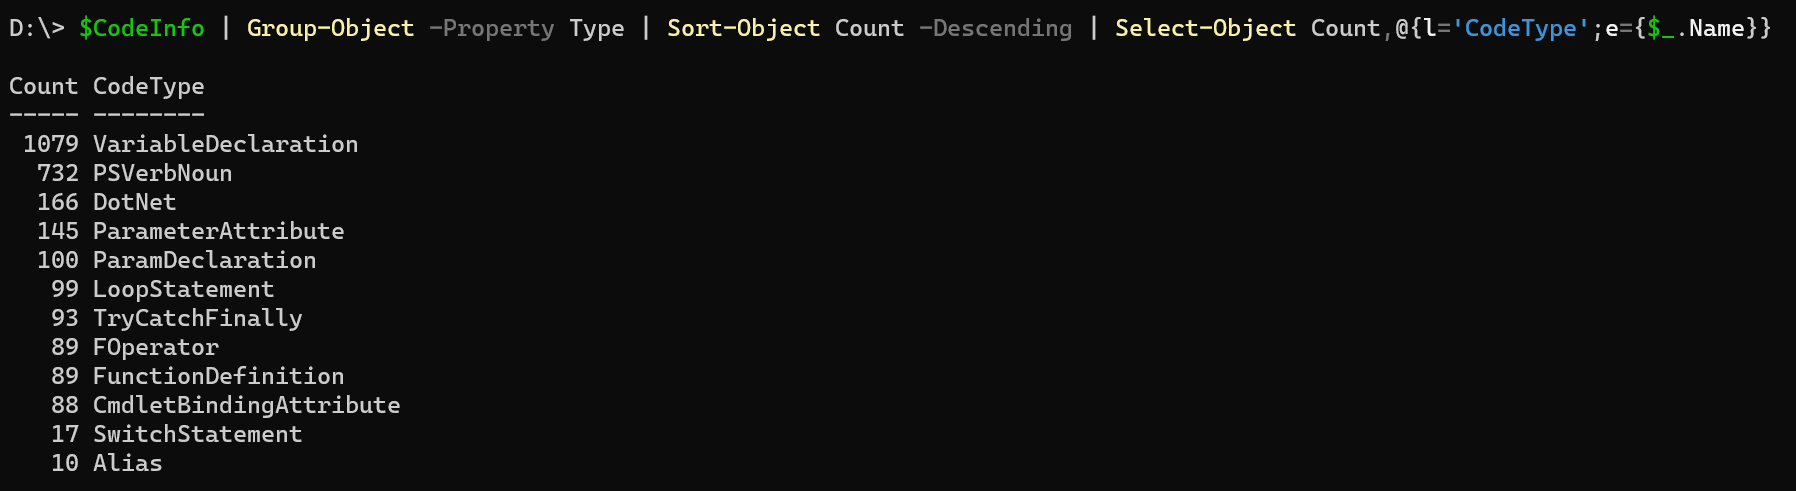 D:\> $CodeInfo | Group-Object -Property Type | Sort-Object Count -Descending | Select-Object Count,@{l='CodeType';e={$_.Name}}
Count CodeType
----- --------
1079 VariableDeclaration
732 PSVerbNoun
166 DotNet
145 ParameterAttribute
100 ParamDeclaration
99 LoopStatement
93 TryCatchFinally
89 FOperator
89 FunctionDefinition
88 CmdletBindingAttribute
17 SwitchStatement
10 Alias